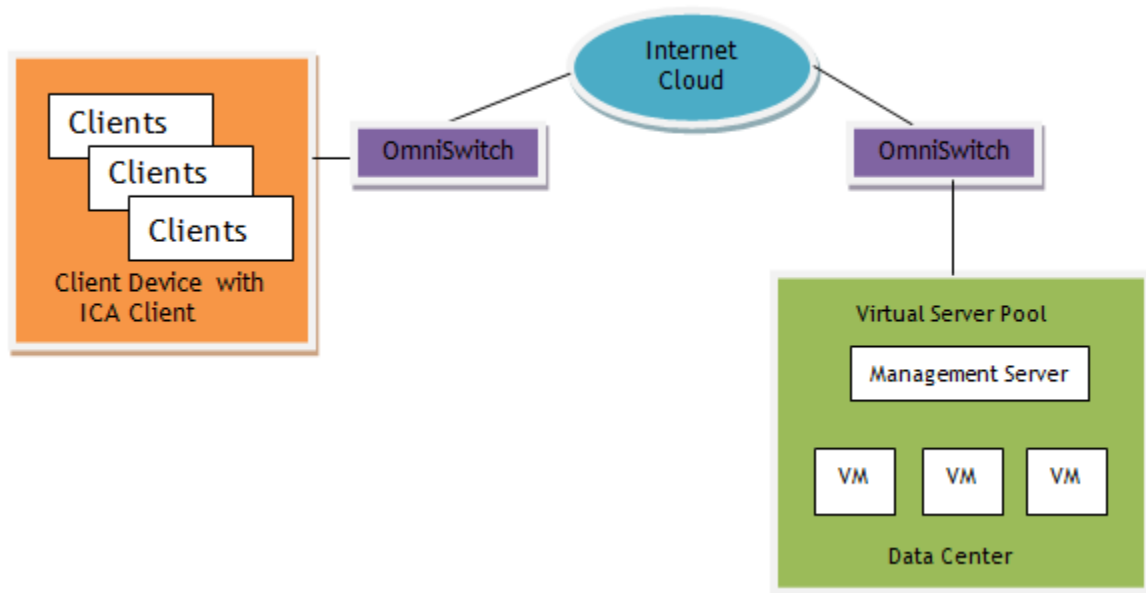 Internet
Cloud
Clients
Clients
Clients
Client Device with
ICA Client
OmniSwitch
OmniSwitch
Virtual Server Pool
Management Server
VM
VM
VM
Data Center